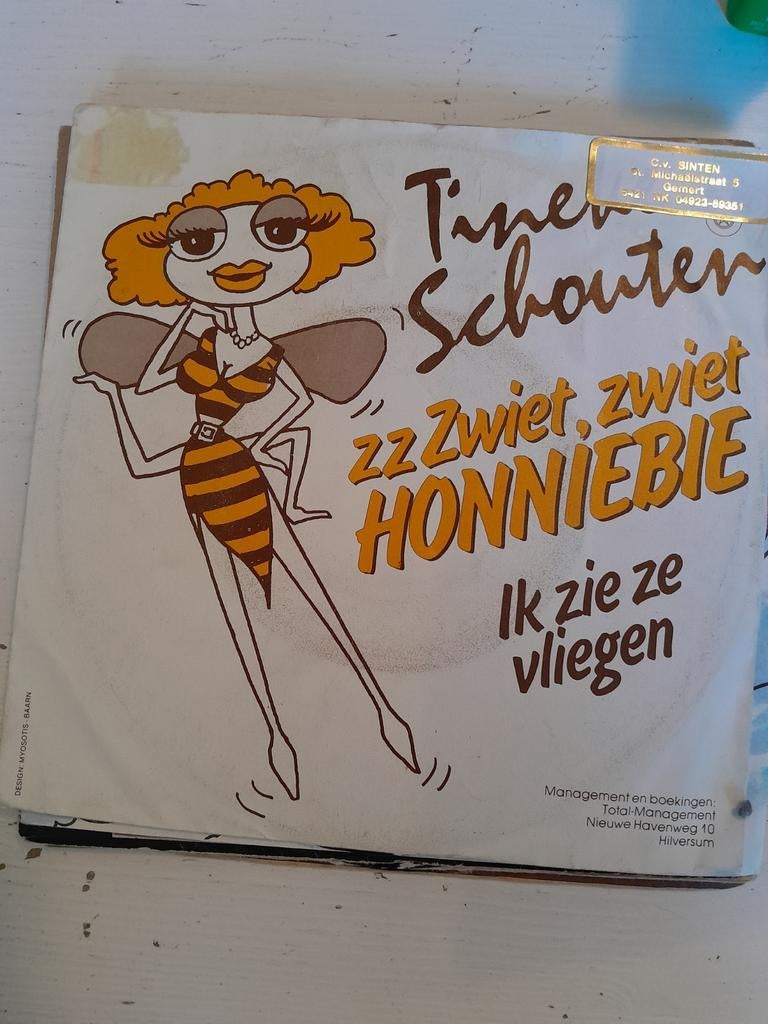 C.v. SINTEN
St. Michaëlstraat 5
Gemert
5421 NK 04923-69351
Schouten
zz Zwiet, zwiet
HONNIEBIE
Ik zie ze
vliegen
DESIGN: MYOSOTIS - BAARN
Management en boekingen:
Total-Management
Nieuwe Havenweg 10
Hilversum